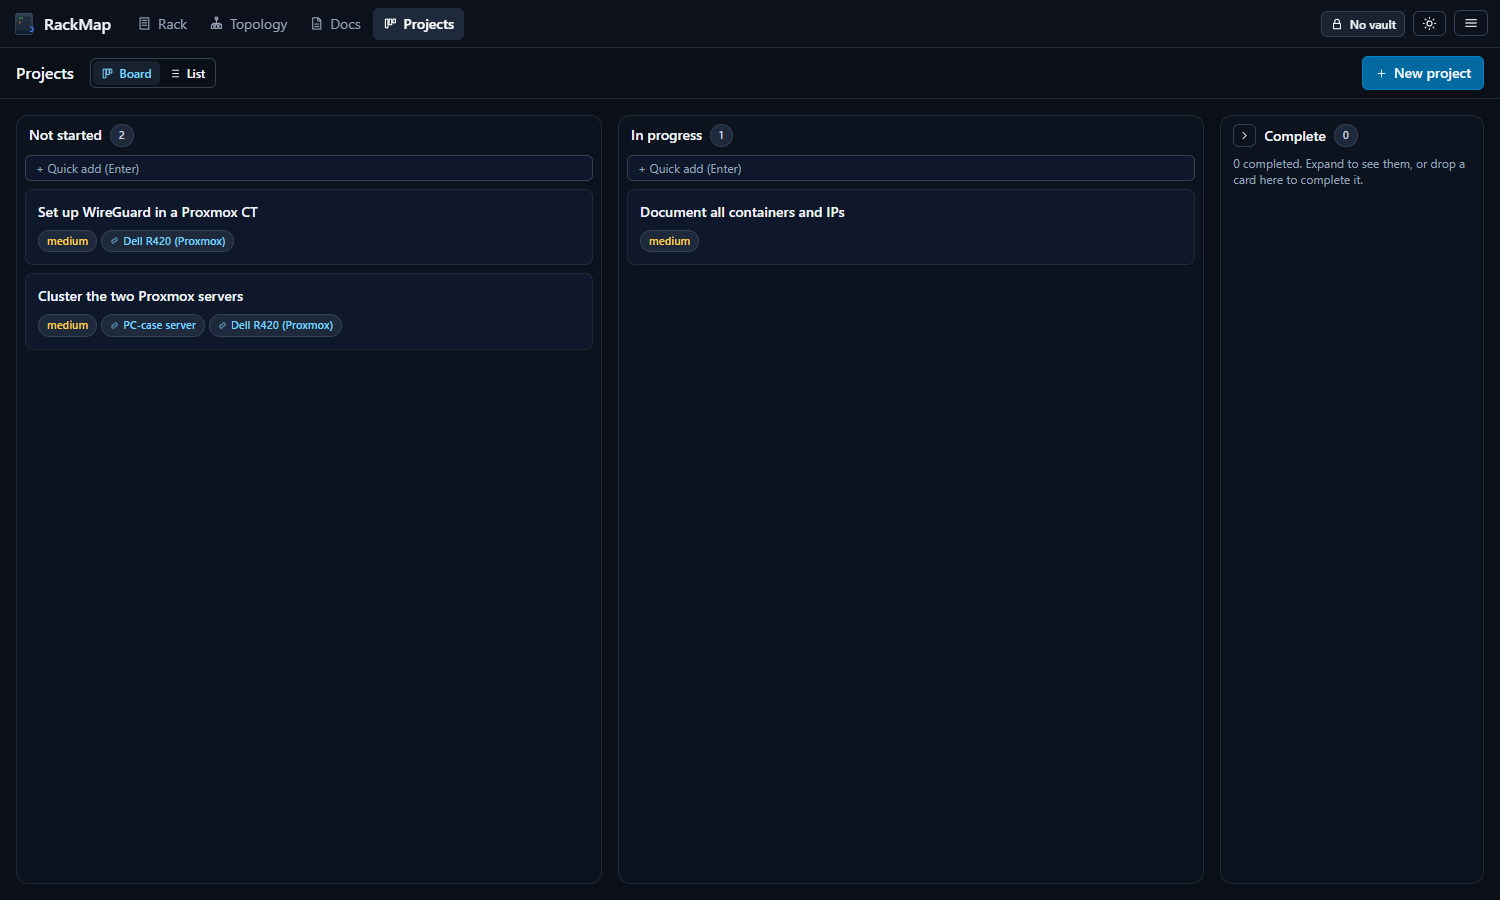 RackMap Rack Topology Docs Projects No vault
Projects Board List + New project
Not started 2
+ Quick add (Enter)
Set up WireGuard in a Proxmox CT
medium Dell R420 (Proxmox)
Cluster the two Proxmox servers
medium PC-case server Dell R420 (Proxmox)
In progress 1
+ Quick add (Enter)
Document all containers and IPs
medium
Complete 0
0 completed. Expand to see them, or drop a
card here to complete it.